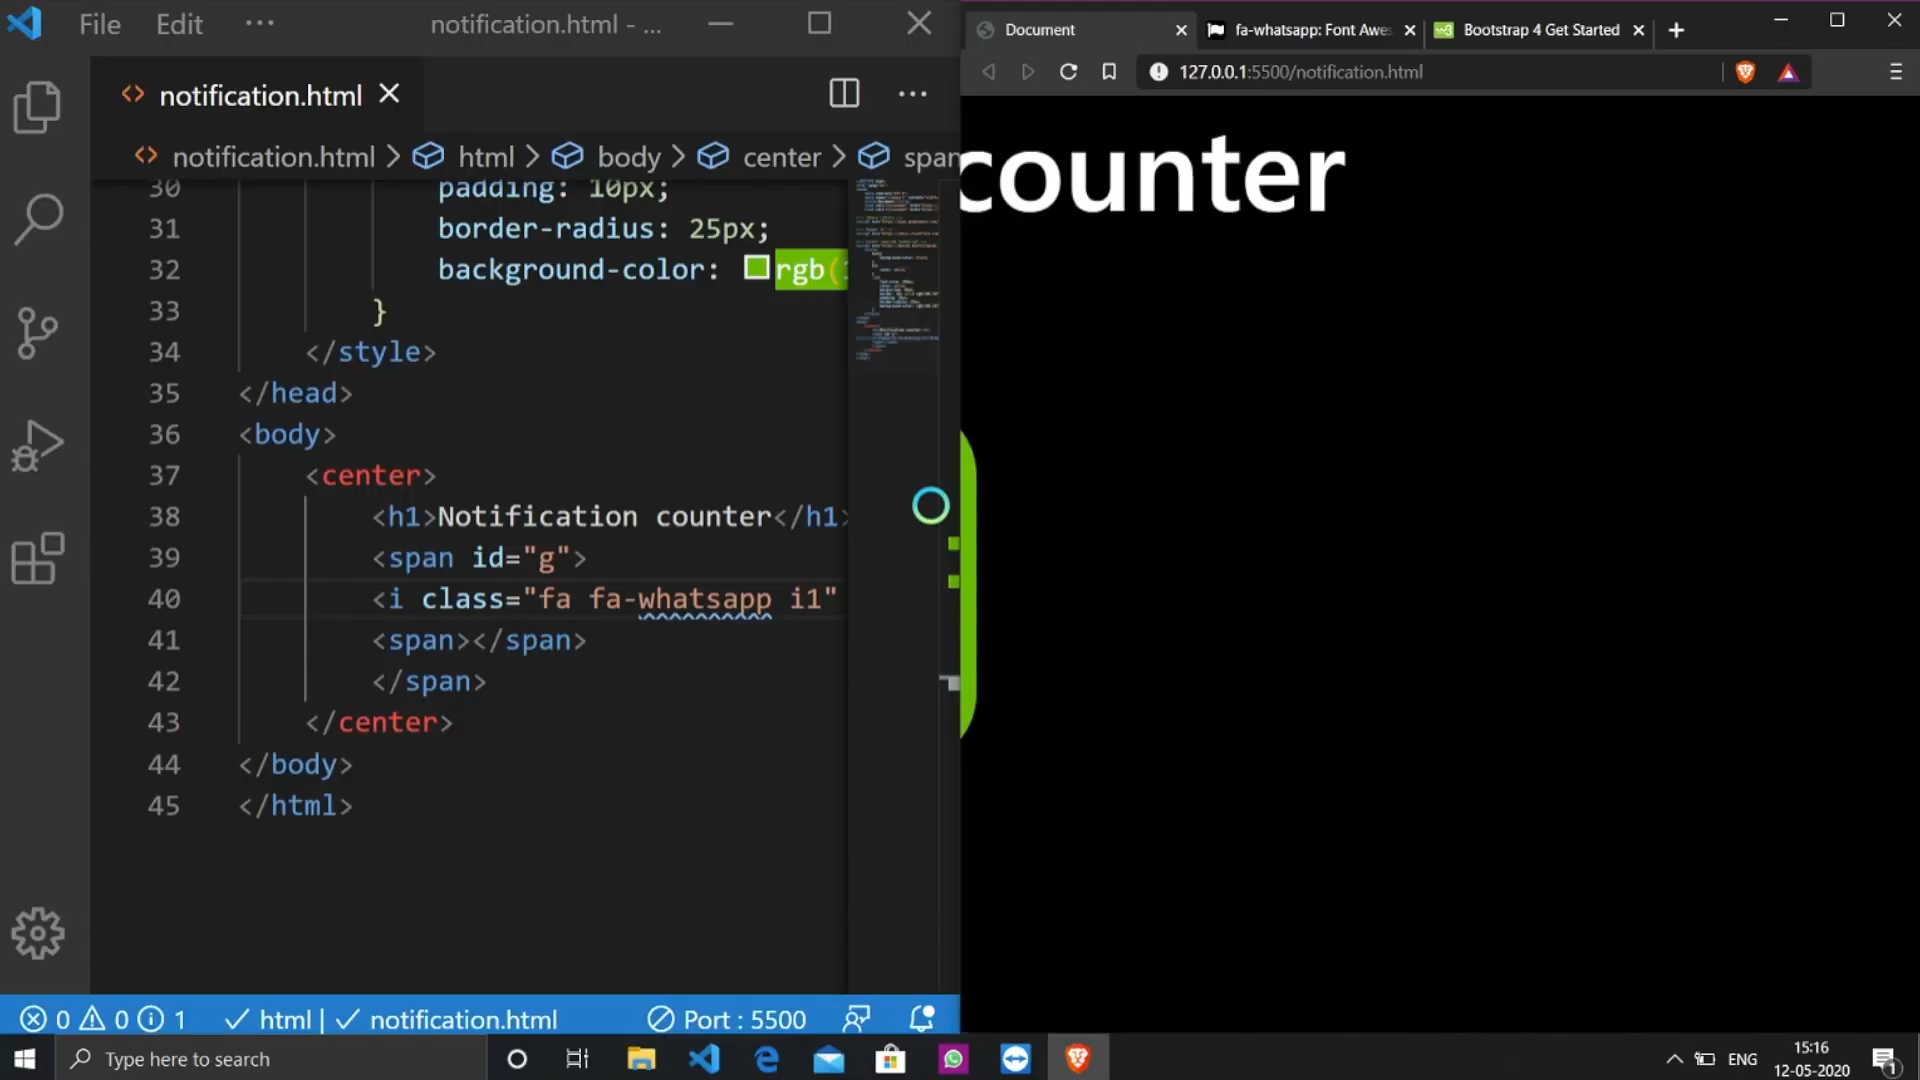 File Edit ··· notification.html - ...
notification.html
notification.html > html > body > center > span
30 padding: 10px;
31 border-radius: 25px;
32 background-color: rgb(
33 }
34 </style>
35 </head>
36 <body>
37 <center>
38 <h1>Notification counter</h1>
39 <span id="g">
40 <i class="fa fa-whatsapp i1"
41 <span></span>
42 </span>
43 </center>
44 </body>
45 </html>
0 0 1 html | notification.html Port : 5500
Document fa-whatsapp: Font Awes Bootstrap 4 Get Started
127.0.0.1:5500/notification.html
counter
Type here to search
ENG
15:16
12-05-2020
1